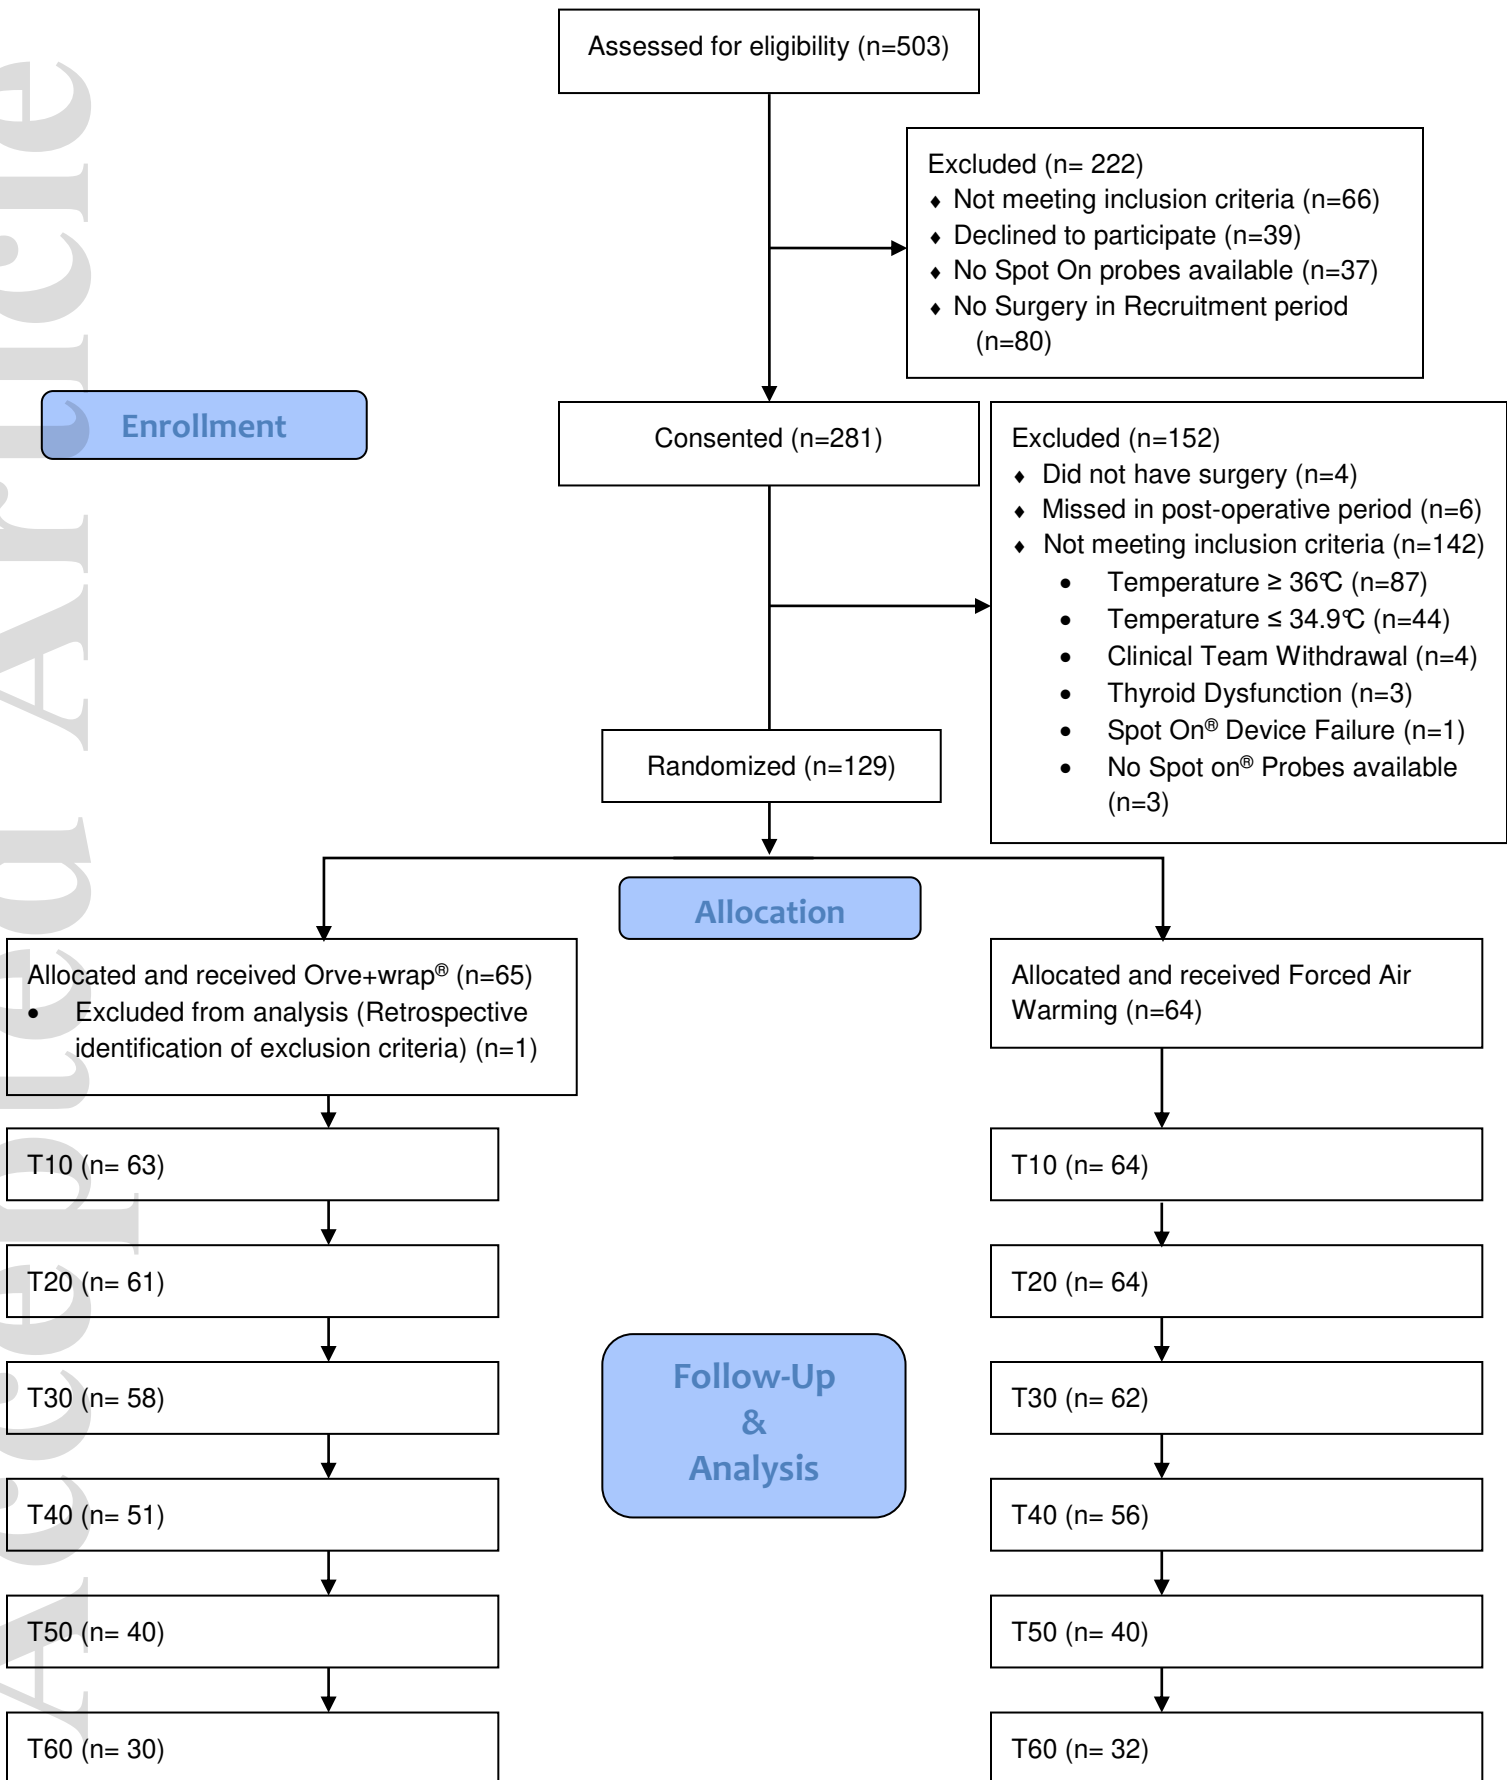 Assessed for eligibility (n=503)
Excluded (n= 222)
♦ Not meeting inclusion criteria (n=66)
♦ Declined to participate (n=39)
♦ No Spot On probes available (n=37)
♦ No Surgery in Recruitment period
(n=80)
Enrollment
Consented (n=281)
Excluded (n=152)
♦ Did not have surgery (n=4)
♦ Missed in post-operative period (n=6)
♦ Not meeting inclusion criteria (n=142)
• Temperature ≥ 36℃ (n=87)
• Temperature ≤ 34.9℃ (n=44)
• Clinical Team Withdrawal (n=4)
• Thyroid Dysfunction (n=3)
• Spot On® Device Failure (n=1)
• No Spot on® Probes available
(n=3)
Randomized (n=129)
Allocation
Allocated and received Orve+wrap® (n=65)
• Excluded from analysis (Retrospective
identification of exclusion criteria) (n=1)
Allocated and received Forced Air
Warming (n=64)
T10 (n= 63)
T10 (n= 64)
T20 (n= 61)
T20 (n= 64)
Follow-Up
&
Analysis
T30 (n= 58)
T30 (n= 62)
T40 (n= 51)
T40 (n= 56)
T50 (n= 40)
T50 (n= 40)
T60 (n= 30)
T60 (n= 32)
Accepted Article